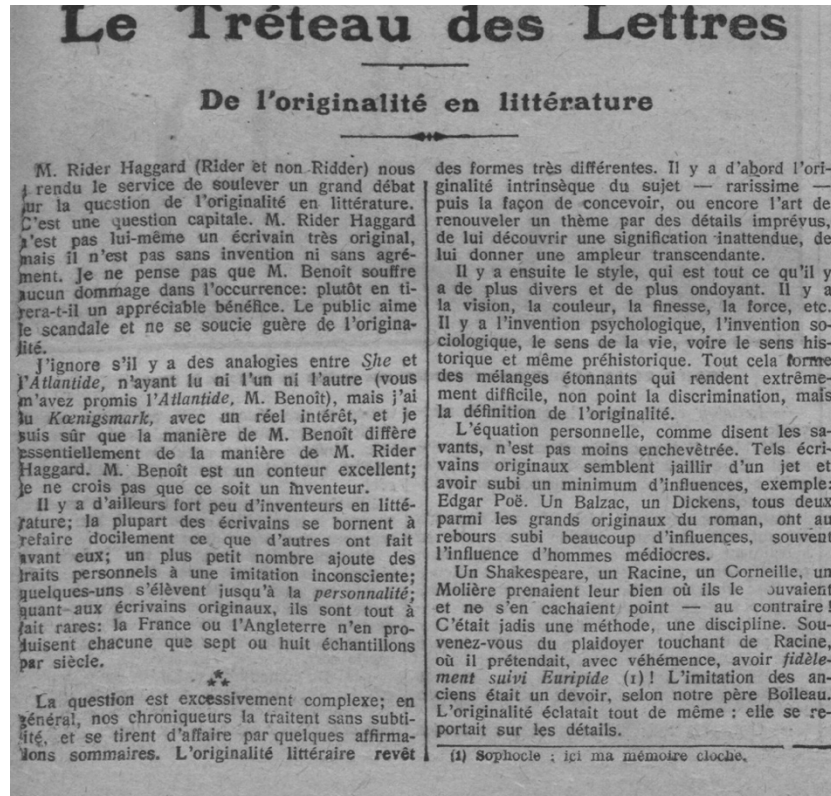 Le Tréteau des Lettres
De l'originalité en littérature
M. Rider Haggard (Rider et non Ridder) nous
a rendu le service de soulever un grand débat
sur la question de l'originalité en littérature.
C'est une question capitale. M. Rider Haggard
n'est pas lui-même un écrivain très original,
mais il n'est pas sans invention ni sans agré-
ment. Je ne pense pas que M. Benoît souffre
aucun dommage dans l'occurrence: plutôt en ti-
rera-t-il un appréciable bénéfice. Le public aime
le scandale et ne se soucie guère de l'origina-
lité.
J'ignore s'il y a des analogies entre She et
l'Atlantide, n'ayant lu ni l'un ni l'autre (vous
m'avez promis l'Atlantide, M. Benoît), mais j'ai
lu Kœnigsmark, avec un réel intérêt, et je
suis sûr que la manière de M. Benoît diffère
essentiellement de la manière de M. Rider
Haggard. M. Benoît est un conteur excellent;
je ne crois pas que ce soit un inventeur.
Il y a d'ailleurs fort peu d'inventeurs en litté-
rature; la plupart des écrivains se bornent à
refaire docilement ce que d'autres ont fait
avant eux; un plus petit nombre ajoute des
traits personnels à une imitation inconsciente;
quelques-uns s'élèvent jusqu'à la personnalité;
quant aux écrivains originaux, ils sont tout à
fait rares: la France ou l'Angleterre n'en pro-
duisent chacune que sept ou huit échantillons
par siècle.
***
La question est excessivement complexe; en
général, nos chroniqueurs la traitent sans subti-
lité, et se tirent d'affaire par quelques affirma-
tions sommaires. L'originalité littéraire revêt
des formes très différentes. Il y a d'abord l'ori-
ginalité intrinsèque du sujet — rarissime —
puis la façon de concevoir, ou encore l'art de
renouveler un thème par des détails imprévus,
de lui découvrir une signification inattendue, de
lui donner une ampleur transcendante.
Il y a ensuite le style, qui est tout ce qu'il y
a de plus divers et de plus ondoyant. Il y a
la vision, la couleur, la finesse, la force, etc.
Il y a l'invention psychologique, l'invention so-
ciologique, le sens de la vie, voire le sens his-
torique et même préhistorique. Tout cela forme
des mélanges étonnants qui rendent extrême-
ment difficile, non point la discrimination, mais
la définition de l'originalité.
L'équation personnelle, comme disent les sa-
vants, n'est pas moins enchevêtrée. Tels écri-
vains originaux semblent jaillir d'un jet et
avoir subi un minimum d'influences, exemple:
Edgar Poë. Un Balzac, un Dickens, tous deux
parmi les grands originaux du roman, ont au
rebours subi beaucoup d'influences, souvent
l'influence d'hommes médiocres.
Un Shakespeare, un Racine, un Corneille, un
Molière prenaient leur bien où ils le ouvaient
et ne s'en cachaient point — au contraire!
C'était jadis une méthode, une discipline. Sou-
venez-vous du plaidoyer touchant de Racine,
où il prétendait, avec véhémence, avoir fidèle-
ment suivi Euripide (1)! L'imitation des an-
ciens était un devoir, selon notre père Boileau.
L'originalité éclatait tout de même : elle se re-
portait sur les détails.
(1) Sophocle ; ici ma mémoire cloche.